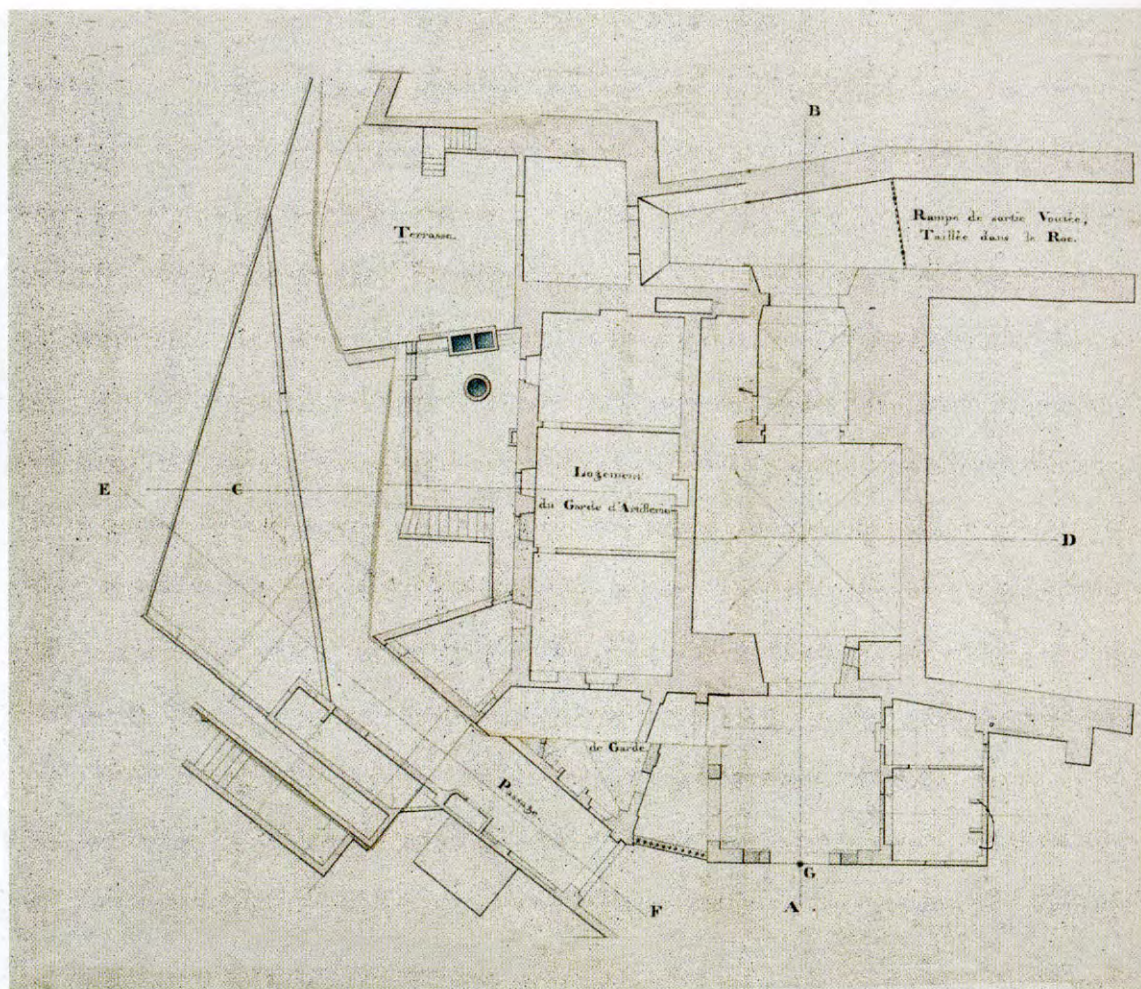 B
Rampe de sortie Voutée,
Taillée dans le Roc.
Terrasse.
E
C
Logement
du Garde d'Artillerie
D
de Garde.
Passage
G
F
A